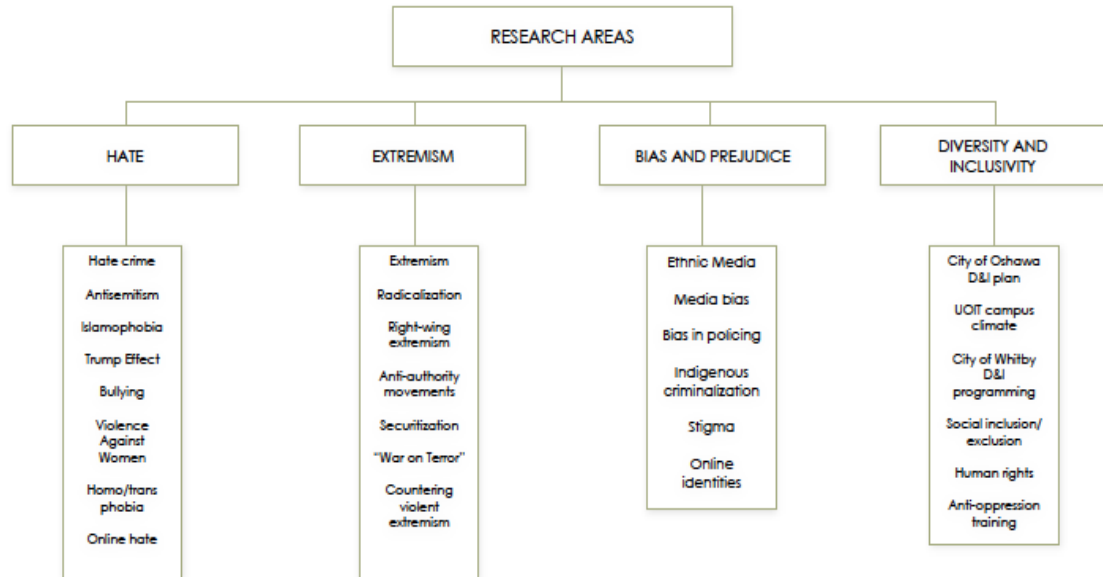 RESEARCH AREAS
HATE
EXTREMISM
BIAS AND PREJUDICE
DIVERSITY AND
INCLUSIVITY
Hate crime
Antisemitism
Islamophobia
Trump Effect
Bullying
Violence
Against
Women
Homo/trans
phobia
Online hate
Extremism
Radicalization
Right-wing
extremism
Anti-authority
movements
Securitization
"War on Terror"
Countering
violent
extremism
Ethnic Media
Media bias
Bias in policing
Indigenous
criminalization
Stigma
Online
identities
City of Oshawa
D&I plan
UOIT campus
climate
City of Whitby
D&I
programming
Social inclusion/
exclusion
Human rights
Anti-oppression
training